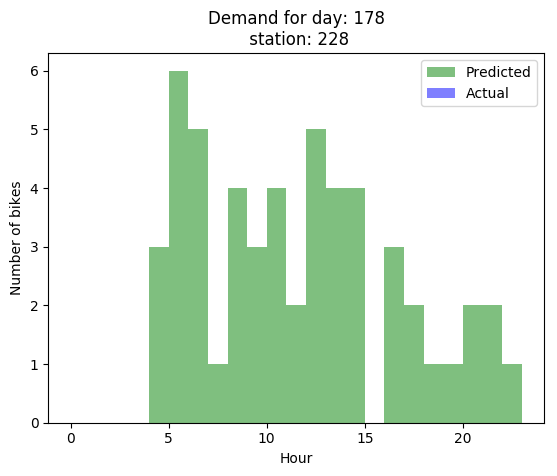 Demand for day: 178
station: 228
Predicted
Actual
6
5
4
3
2
1
0
Number of bikes
0 5 10 15 20
Hour